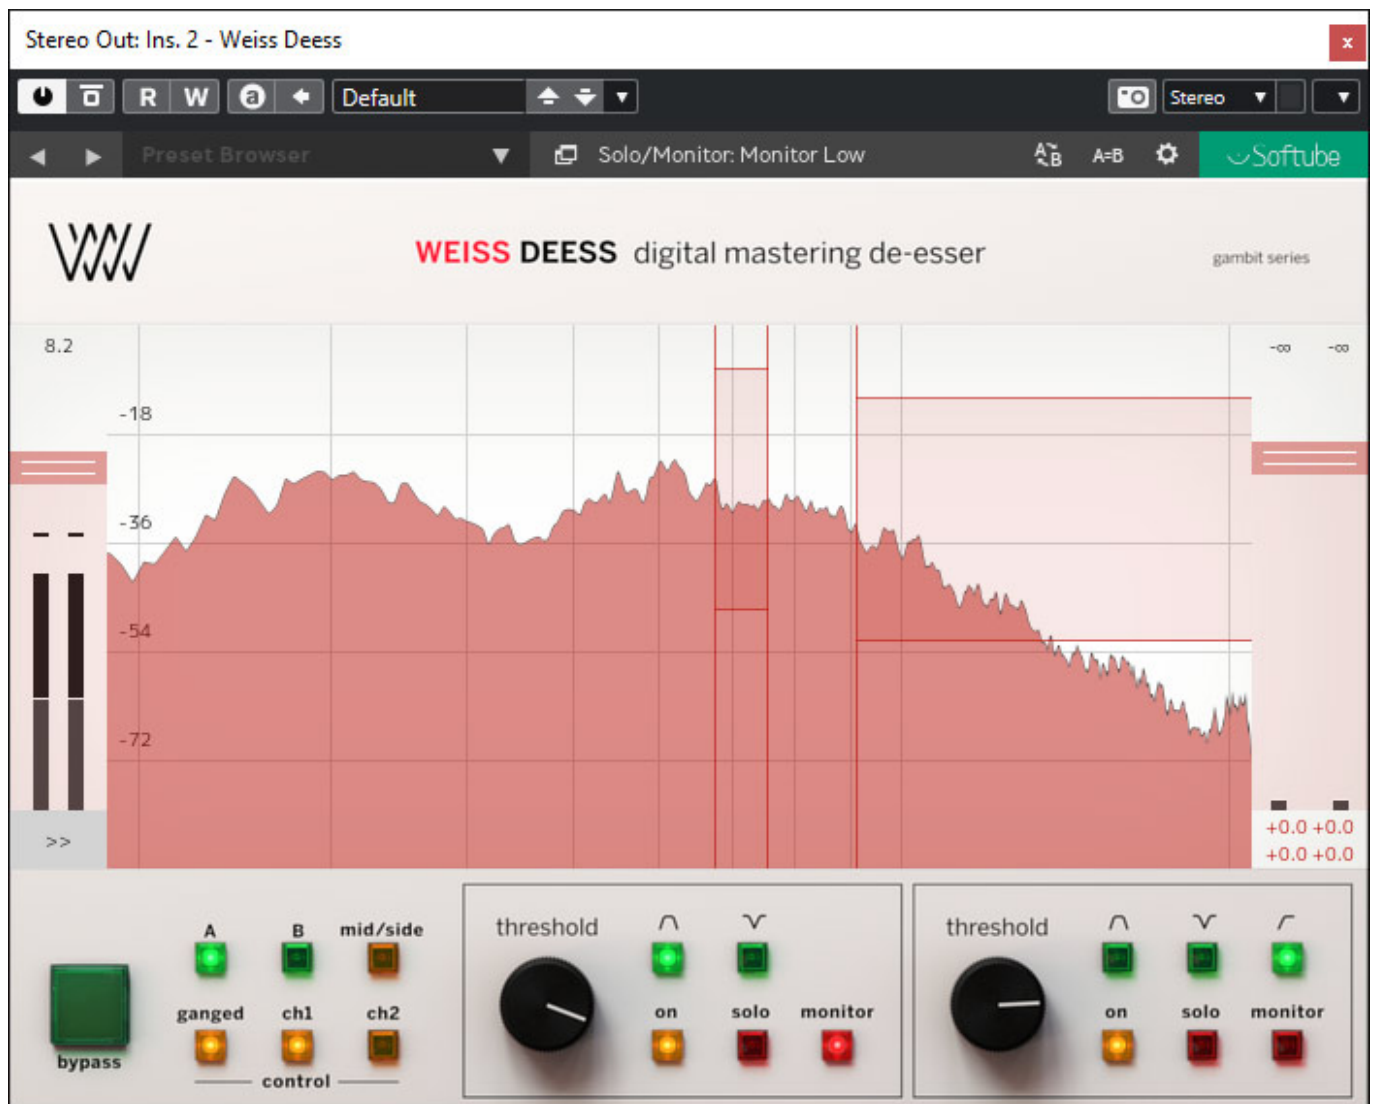 Stereo Out: Ins. 2 - Weiss Deess
x
R W a Default Stereo
Preset Browser Solo/Monitor: Monitor Low A B A=B Softube
WEISS DEESS digital mastering de-esser gambit series
8.2 -∞ -∞
-18
-36
-54
-72
>>
+0.0 +0.0
+0.0 +0.0
A B mid/side
ganged ch1 ch2
control
bypass
threshold
on solo monitor
threshold
on solo monitor